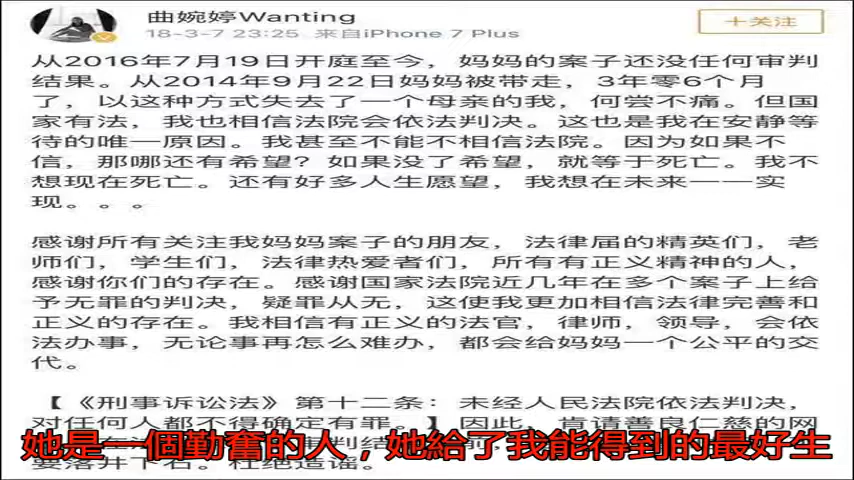 曲婉婷Wanting
18-3-7 23:25 来自iPhone 7 Plus
十关注
从2016年7月19日开庭至今，妈妈的案子还没任何审判
结果。从2014年9月22日妈妈被带走，3年零6个月
了，以这种方式失去了一个母亲的我，何尝不痛。但国
家有法，我也相信法院会依法判决。这也是我在安静等
待的唯一原因。我甚至不能不相信法院。因为如果不
信，那哪还有希望？如果没了希望，就等于死亡。我不
想现在死亡。还有好多人生愿望，我想在未来一一实
现。。。
感谢所有关注我妈妈案子的朋友，法律届的精英们，老
师们，学生们，法律热爱者们，所有有正义精神的人，
感谢你们的存在。感谢国家法院近几年在多个案子上给
予无罪的判决，疑罪从无，这使我更加相信法律完善和
正义的存在。我相信有正义的法官，律师，领导，会依
法办事，无论事再怎么难办，都会给妈妈一个公平的交
代。
【《刑事诉讼法》第十二条：未经人民法院依法判决，
对任何人都不得确定有罪。】因此，肯请善良仁慈的网
她是一個勤奮的人，她給了我能得到的最好生
要落井下石。杜绝造谣。